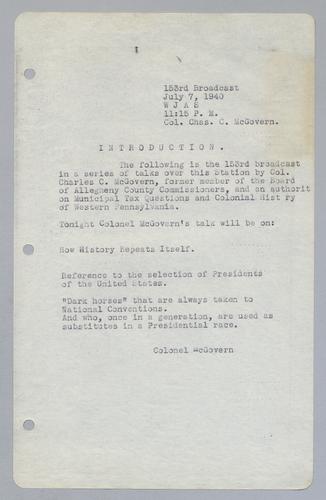 153rd Broadcast
July 7, 1940
W J A S
11:15 P. M.
Col. Chas. C. McGovern.
I N T R O D U C T I O N .
The following is the 153rd broadcast
in a series of talks over this Station by Col.
Charles C. McGovern, former member of the Board
of Allegheny County Commissioners, and an authorit
on Municipal Tax Questions and Colonial Histry
of Western Pennsylvania.
Tonight Colonel McGovern's talk will be on:
How History Repeats Itself.
Reference to the selection of Presidents
of the United States.
"Dark horses" that are always taken to
National Conventions.
And who, once in a generation, are used as
substitutes in a Presidential race.
Colonel McGovern